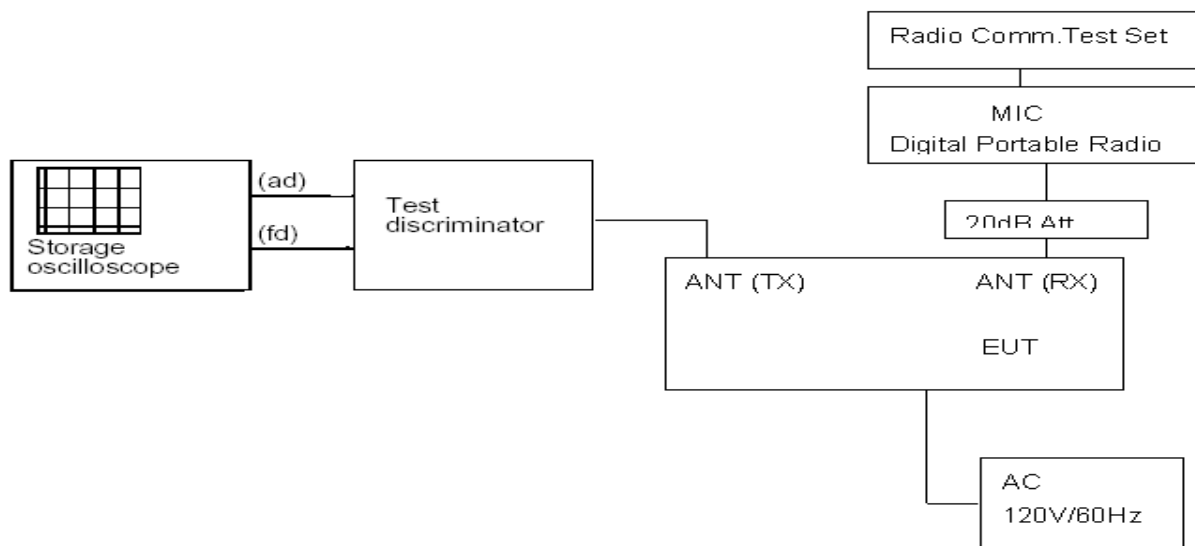 Radio Comm.Test Set
MIC
Digital Portable Radio
20dB Att
(ad)
(fd)
Storage
oscilloscope
Test
discriminator
ANT (TX)
ANT (RX)
EUT
AC
120V/60Hz